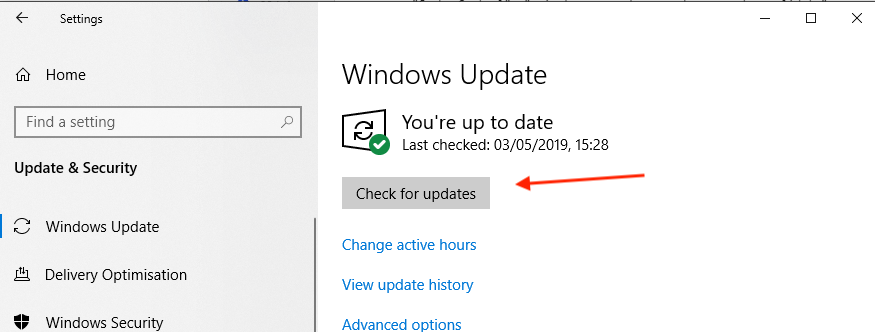 Settings
Home
Find a setting
Update & Security
Windows Update
Delivery Optimisation
Windows Security
Windows Update
You're up to date
Last checked: 03/05/2019, 15:28
Check for updates
Change active hours
View update history
Advanced options